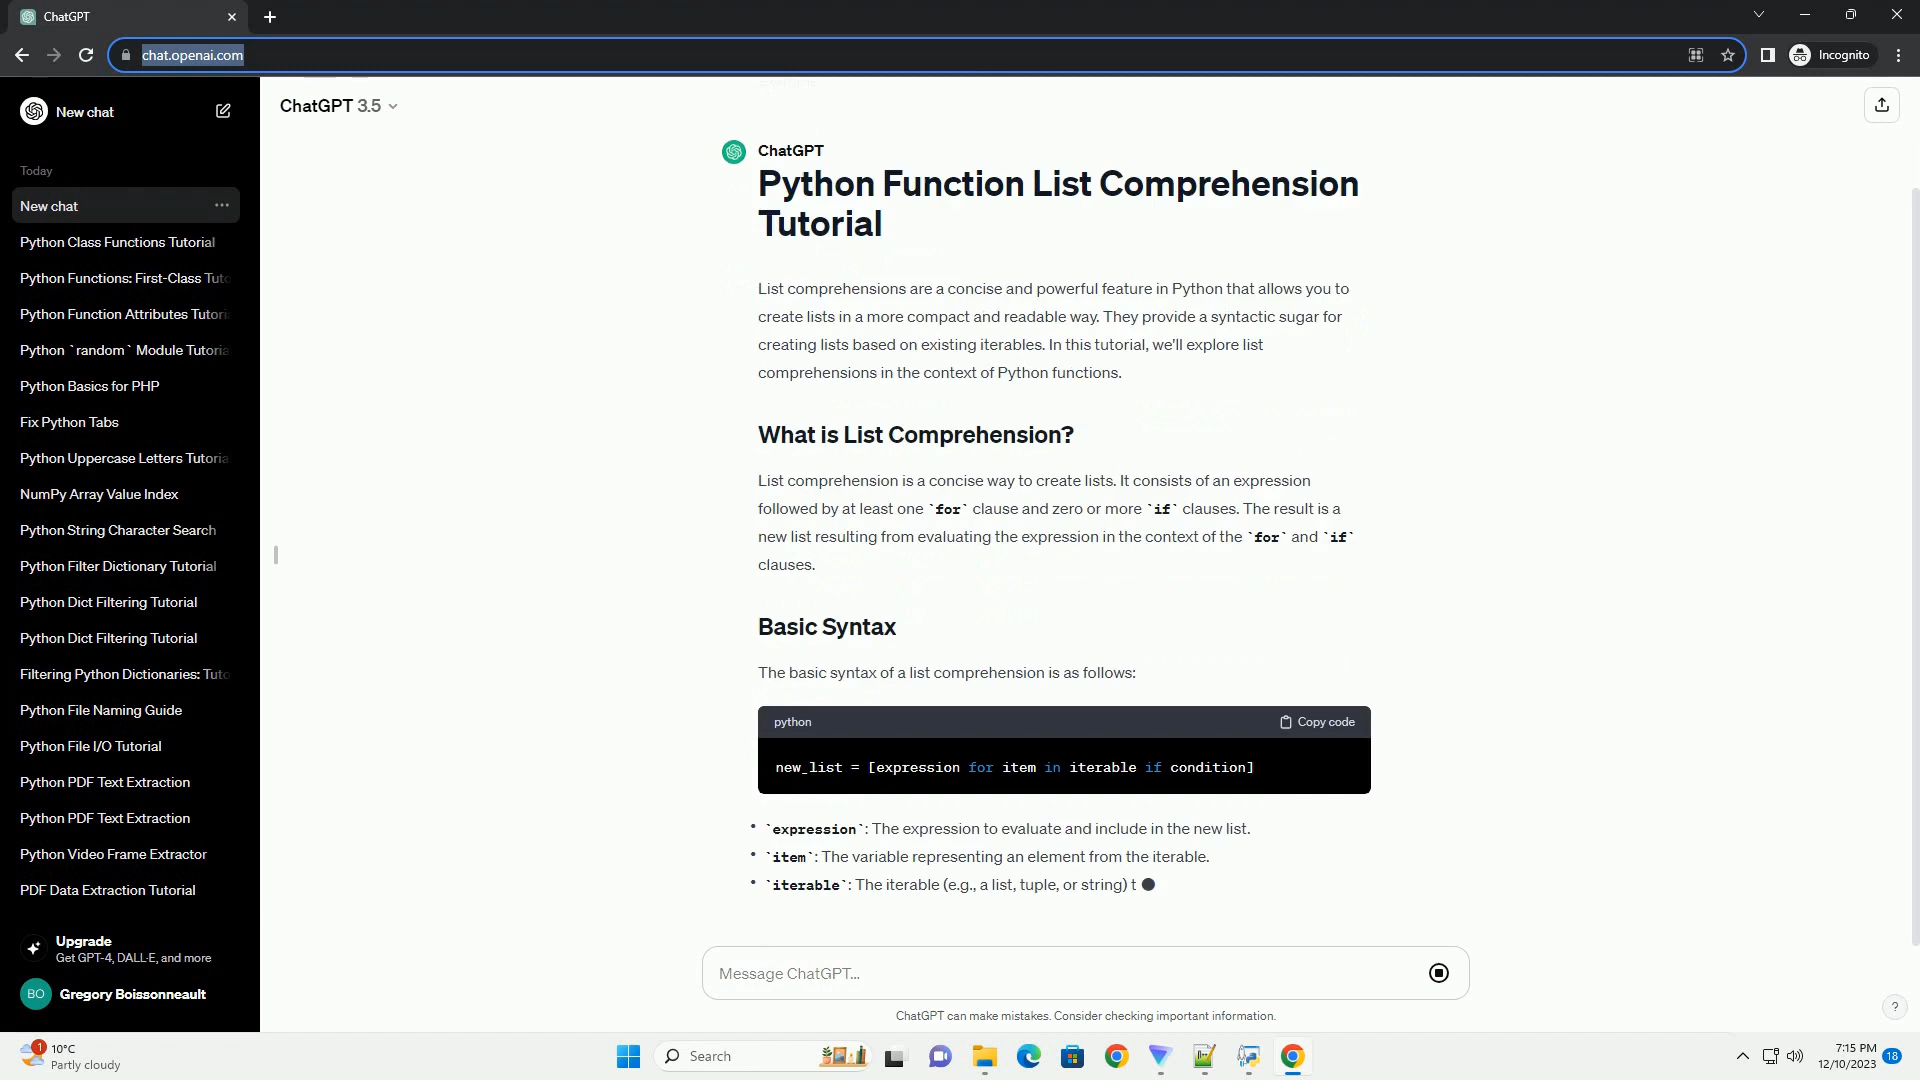 ChatGPT
chat.openai.com
Incognito
New chat
Today
New chat
Python Class Functions Tutorial
Python Functions: First-Class Tuto
Python Function Attributes Tutori
Python `random` Module Tutoria
Python Basics for PHP
Fix Python Tabs
Python Uppercase Letters Tutoria
NumPy Array Value Index
Python String Character Search
Python Filter Dictionary Tutorial
Python Dict Filtering Tutorial
Python Dict Filtering Tutorial
Filtering Python Dictionaries: Tuto
Python File Naming Guide
Python File I/O Tutorial
Python PDF Text Extraction
Python PDF Text Extraction
Python Video Frame Extractor
PDF Data Extraction Tutorial
Upgrade
Get GPT-4, DALL·E, and more
BO Gregory Boissonneault
ChatGPT 3.5
ChatGPT
Python Function List Comprehension
Tutorial
List comprehensions are a concise and powerful feature in Python that allows you to
create lists in a more compact and readable way. They provide a syntactic sugar for
creating lists based on existing iterables. In this tutorial, we'll explore list
comprehensions in the context of Python functions.
What is List Comprehension?
List comprehension is a concise way to create lists. It consists of an expression
followed by at least one `for` clause and zero or more `if` clauses. The result is a
new list resulting from evaluating the expression in the context of the `for` and `if`
clauses.
Basic Syntax
The basic syntax of a list comprehension is as follows:
python Copy code
new_list = [expression for item in iterable if condition]
• `expression`: The expression to evaluate and include in the new list.
• `item`: The variable representing an element from the iterable.
• `iterable`: The iterable (e.g., a list, tuple, or string) t
Message ChatGPT...
ChatGPT can make mistakes. Consider checking important information.
?
1
10°C
Partly cloudy
Search
7:15 PM
12/10/2023
18